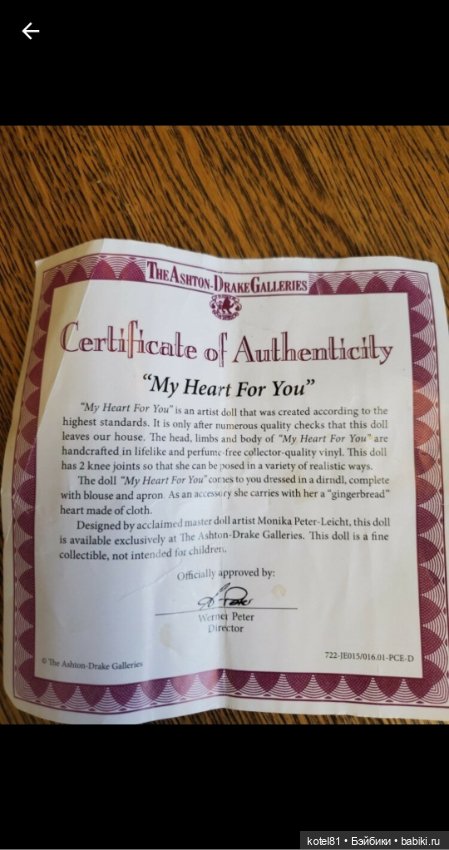 THE ASHTON-DRAKE GALLERIES
Certificate of Authenticity
“My Heart For You”
“My Heart For You” is an artist doll that was created according to the
highest standards. It is only after numerous quality checks that this doll
leaves our house. The head, limbs and body of “My Heart For You” are
handcrafted in lifelike and perfume-free collector-quality vinyl. This doll
has 2 knee joints so that she can be posed in a variety of realistic ways.
The doll “My Heart For You” comes to you dressed in a dirndl, complete
with blouse and apron. As an accessory she carries with her a “gingerbread”
heart made of cloth.
Designed by acclaimed master doll artist Monika Peter-Leicht, this doll
is available exclusively at The Ashton-Drake Galleries. This doll is a fine
collectible, not intended for children.
Officially approved by:
Werner Peter
Director
© The Ashton-Drake Galleries
722-JE015/016.01-PCE-D
kotel81 • Бэйбики • babiki.ru